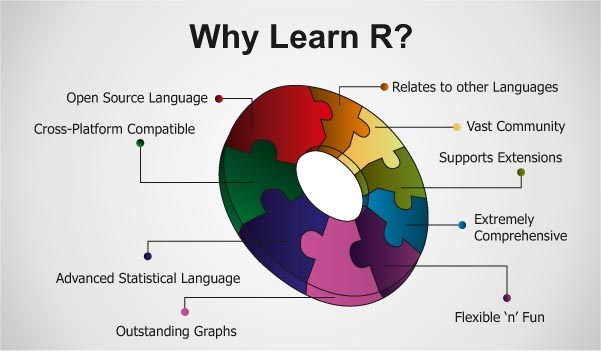 Why Learn R?
Open Source Language
Relates to other Languages
Cross-Platform Compatible
Vast Community
Supports Extensions
Extremely
Comprehensive
Advanced Statistical Language
Flexible ‘n’ Fun
Outstanding Graphs